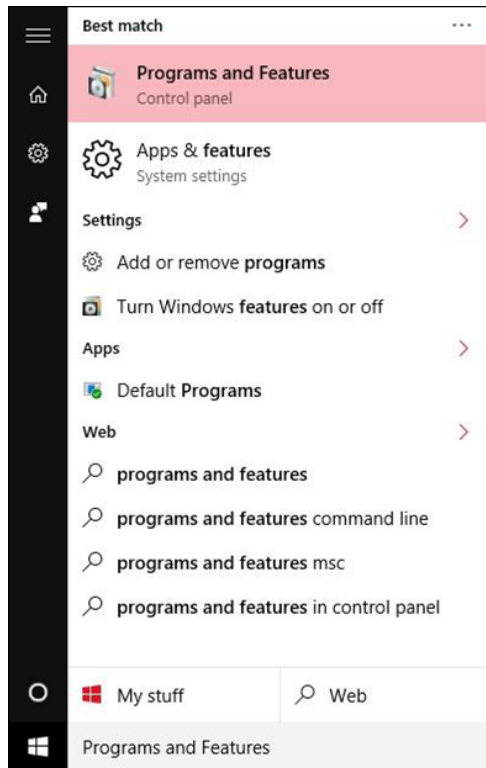 Best match
Programs and Features
Control panel
Apps & features
System settings
Settings
Add or remove programs
Turn Windows features on or off
Apps
Default Programs
Web
programs and features
programs and features command line
programs and features msc
programs and features in control panel
My stuff
Web
Programs and Features